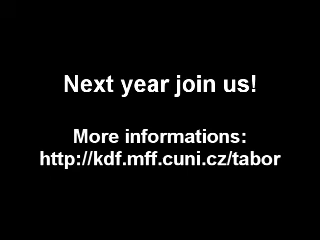 Next year join us!
More informations:
http://kdf.mff.cuni.cz/tabor